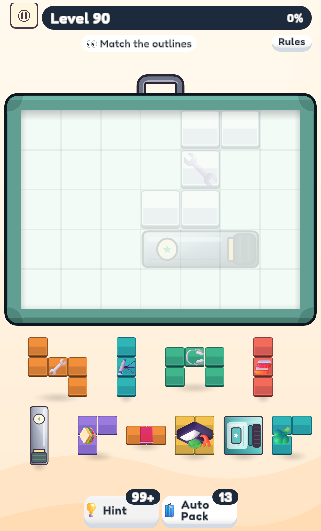 Level 90
0%
👀 Match the outlines
Rules
Hint
99+
Auto
Pack
13